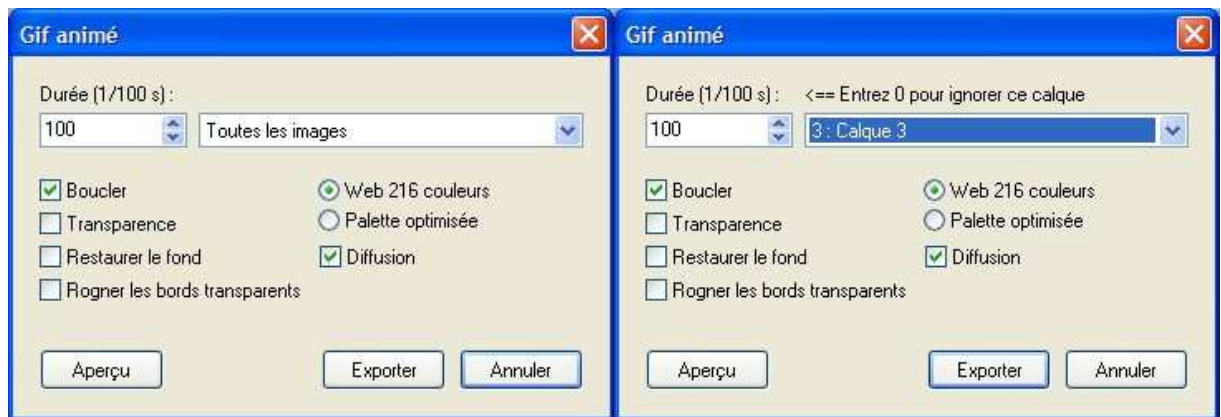 Gif animé
Durée (1/100 s) :
100
Toutes les images
Boucler
Web 216 couleurs
Transparence
Palette optimisée
Restaurer le fond
Diffusion
Rogner les bords transparents
Aperçu
Exporter
Annuler
Gif animé
Durée (1/100 s) : <== Entrez 0 pour ignorer ce calque
100
3 : Calque 3
Boucler
Web 216 couleurs
Transparence
Palette optimisée
Restaurer le fond
Diffusion
Rogner les bords transparents
Aperçu
Exporter
Annuler